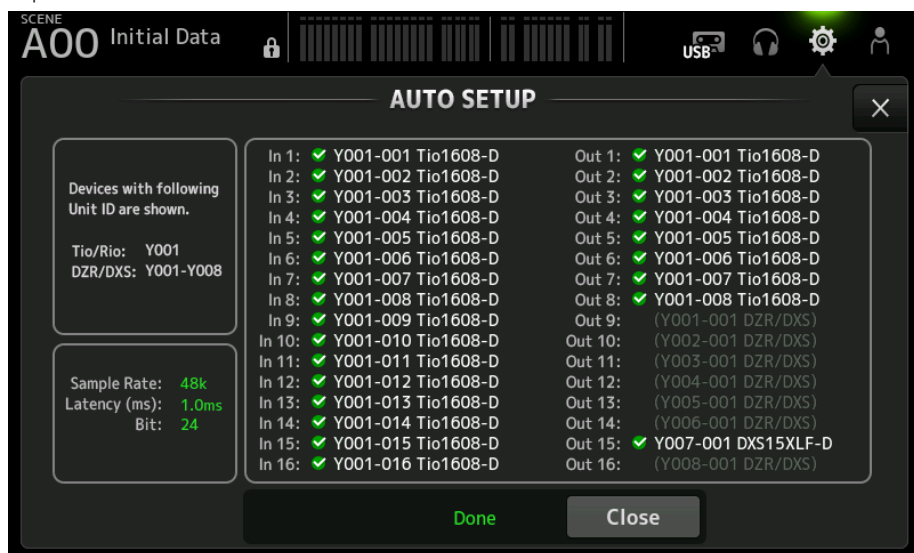 SCENE
A00 Initial Data
USB
AUTO SETUP
Devices with following
Unit ID are shown.
Tio/Rio: Y001
DZR/DXS: Y001-Y008
Sample Rate: 48k
Latency (ms): 1.0ms
Bit: 24
In 1: Y001-001 Tio1608-D
In 2: Y001-002 Tio1608-D
In 3: Y001-003 Tio1608-D
In 4: Y001-004 Tio1608-D
In 5: Y001-005 Tio1608-D
In 6: Y001-006 Tio1608-D
In 7: Y001-007 Tio1608-D
In 8: Y001-008 Tio1608-D
In 9: Y001-009 Tio1608-D
In 10: Y001-010 Tio1608-D
In 11: Y001-011 Tio1608-D
In 12: Y001-012 Tio1608-D
In 13: Y001-013 Tio1608-D
In 14: Y001-014 Tio1608-D
In 15: Y001-015 Tio1608-D
In 16: Y001-016 Tio1608-D
Out 1: Y001-001 Tio1608-D
Out 2: Y001-002 Tio1608-D
Out 3: Y001-003 Tio1608-D
Out 4: Y001-004 Tio1608-D
Out 5: Y001-005 Tio1608-D
Out 6: Y001-006 Tio1608-D
Out 7: Y001-007 Tio1608-D
Out 8: Y001-008 Tio1608-D
Out 9: (Y001-001 DZR/DXS)
Out 10: (Y002-001 DZR/DXS)
Out 11: (Y003-001 DZR/DXS)
Out 12: (Y004-001 DZR/DXS)
Out 13: (Y005-001 DZR/DXS)
Out 14: (Y006-001 DZR/DXS)
Out 15: Y007-001 DXS15XLF-D
Out 16: (Y008-001 DZR/DXS)
Done
Close